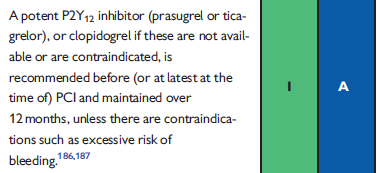 A potent P2Y12 inhibitor (prasugrel or tica-
grelor), or clopidogrel if these are not avail-
able or are contraindicated, is
recommended before (or at latest at the
time of) PCI and maintained over
12 months, unless there are contraindica-
tions such as excessive risk of
bleeding.186,187
I
A